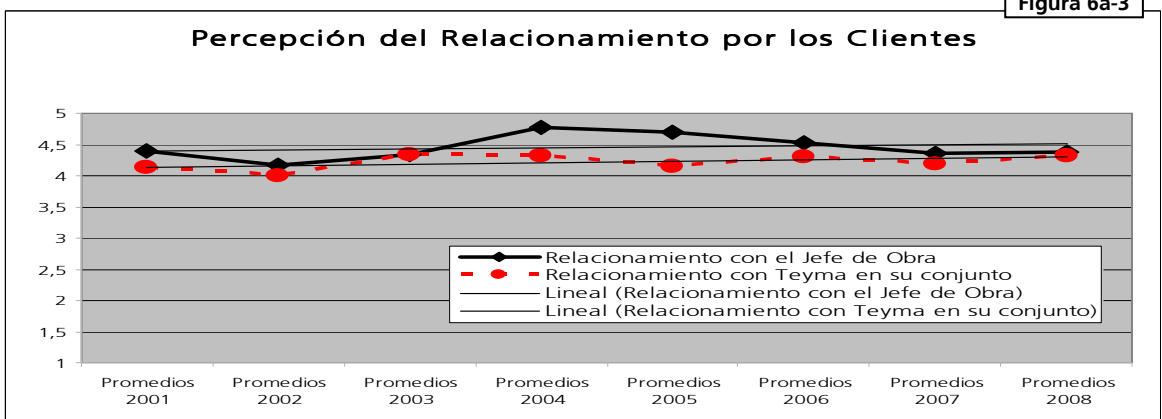 Figura 6a-3
Percepción del Relacionamiento por los Clientes
5
4,5
4
3,5
3
2,5
2
1,5
1
Relacionamiento con el Jefe de Obra
Relacionamiento con Teyma en su conjunto
Lineal (Relacionamiento con el Jefe de Obra)
Lineal (Relacionamiento con Teyma en su conjunto)
Promedios 2001
Promedios 2002
Promedios 2003
Promedios 2004
Promedios 2005
Promedios 2006
Promedios 2007
Promedios 2008